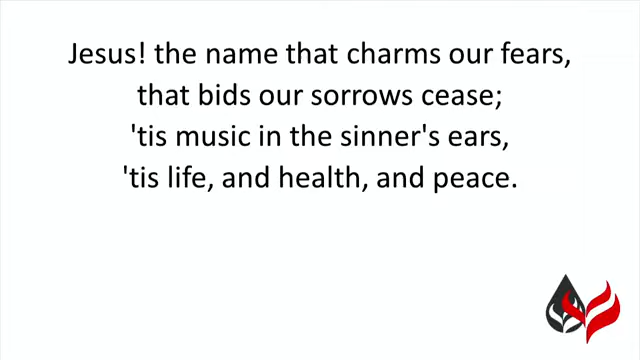 Jesus! the name that charms our fears,
that bids our sorrows cease;
'tis music in the sinner's ears,
'tis life, and health, and peace.